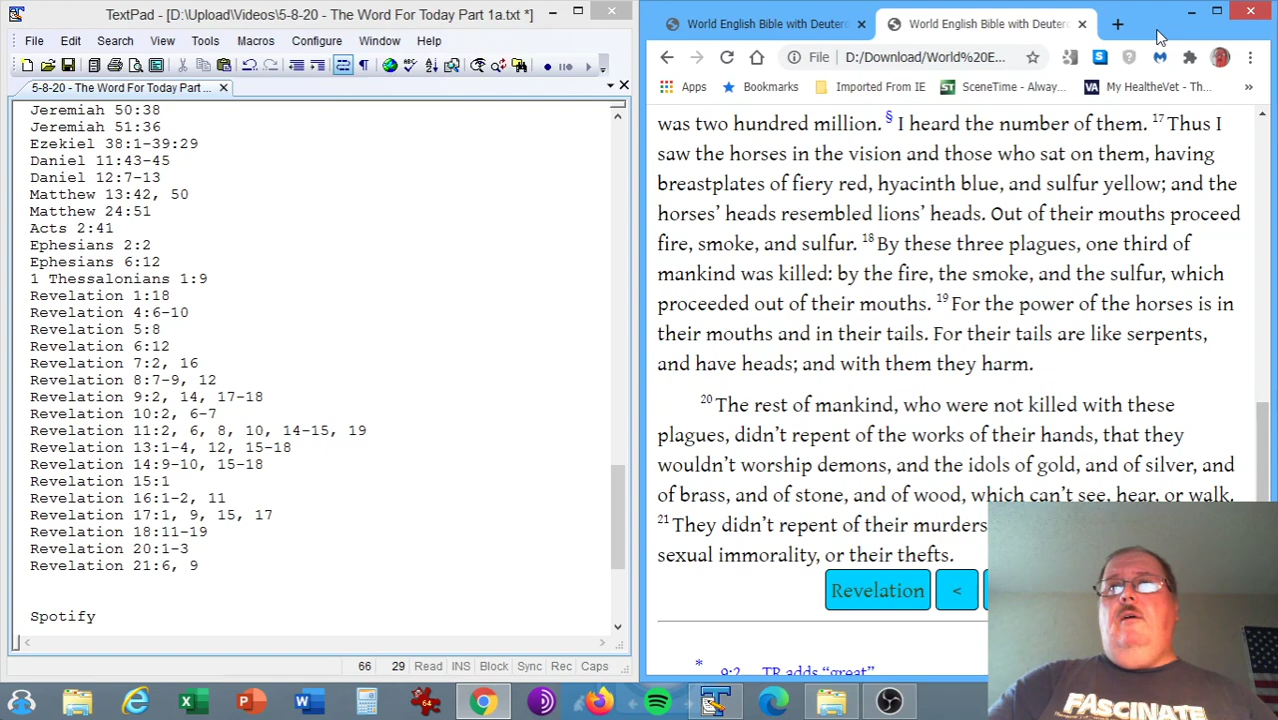 TextPad - [D:\Upload\Videos\5-8-20 - The Word For Today Part 1a.txt *]
File Edit Search View Tools Macros Configure Window Help
5-8-20 - The Word For Today Part ...
Jeremiah 50:38
Jeremiah 51:36
Ezekiel 38:1-39:29
Daniel 11:43-45
Daniel 12:7-13
Matthew 13:42, 50
Matthew 24:51
Acts 2:41
Ephesians 2:2
Ephesians 6:12
1 Thessalonians 1:9
Revelation 1:18
Revelation 4:6-10
Revelation 5:8
Revelation 6:12
Revelation 7:2, 16
Revelation 8:7-9, 12
Revelation 9:2, 14, 17-18
Revelation 10:2, 6-7
Revelation 11:2, 6, 8, 10, 14-15, 19
Revelation 13:1-4, 12, 15-18
Revelation 14:9-10, 15-18
Revelation 15:1
Revelation 16:1-2, 11
Revelation 17:1, 9, 15, 17
Revelation 18:11-19
Revelation 20:1-3
Revelation 21:6, 9
Spotify
66 29 Read INS Block Sync Rec Caps
World English Bible with Deutero World English Bible with Deutero
File D:/Download/World%20E...
Apps Bookmarks Imported From IE ST SceneTime - Alway... VA My HealtheVet - Th... »
was two hundred million. § I heard the number of them. 17 Thus I
saw the horses in the vision and those who sat on them, having
breastplates of fiery red, hyacinth blue, and sulfur yellow; and the
horses’ heads resembled lions’ heads. Out of their mouths proceed
fire, smoke, and sulfur. 18 By these three plagues, one third of
mankind was killed: by the fire, the smoke, and the sulfur, which
proceeded out of their mouths. 19 For the power of the horses is in
their mouths and in their tails. For their tails are like serpents,
and have heads; and with them they harm.
20 The rest of mankind, who were not killed with these
plagues, didn’t repent of the works of their hands, that they
wouldn’t worship demons, and the idols of gold, and of silver, and
of brass, and of stone, and of wood, which can’t see, hear, or walk.
21 They didn’t repent of their murders
sexual immorality, or their thefts.
Revelation <
* 9:2 TR adds “great”
FASCINATE
64